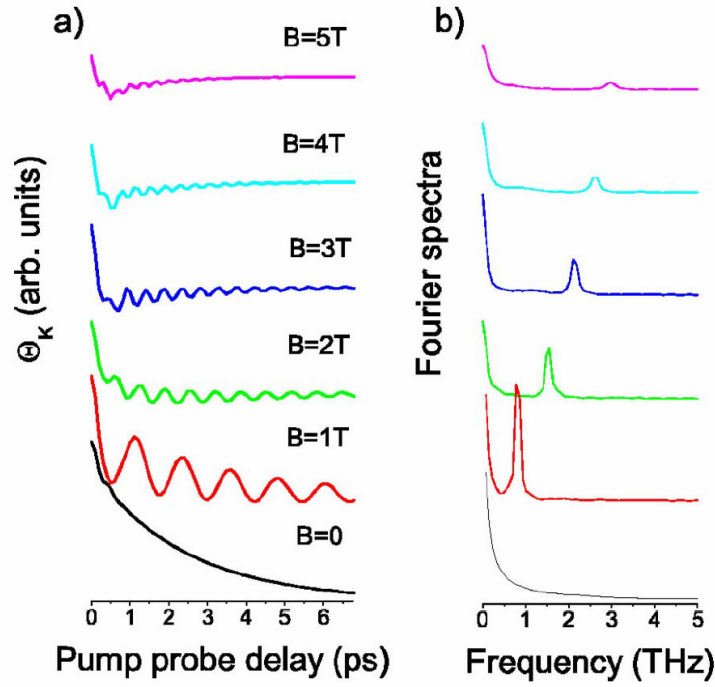 a)
B=5T
B=4T
B=3T
B=2T
B=1T
B=0
Θ_K (arb. units)
0 1 2 3 4 5 6
Pump probe delay (ps)
b)
Fourier spectra
0 1 2 3 4 5
Frequency (THz)